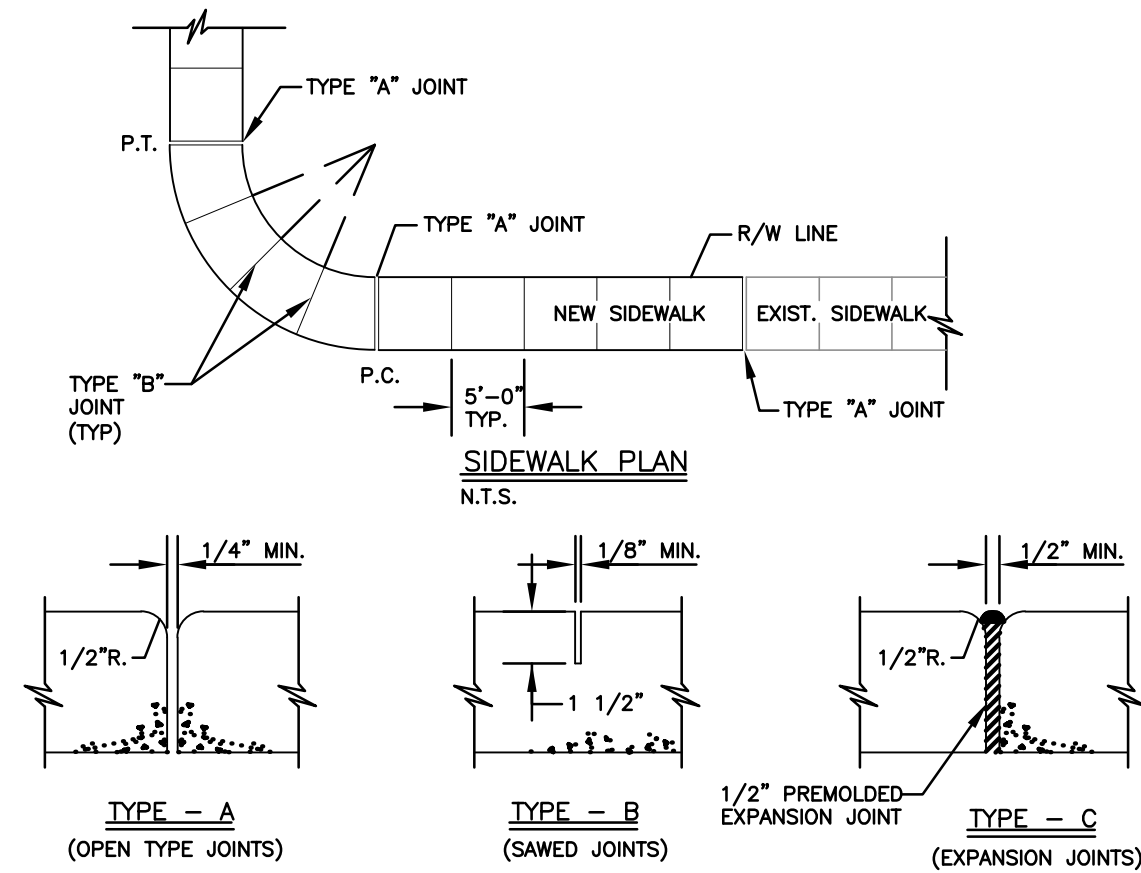 TYPE "A" JOINT
P.T.
TYPE "A" JOINT
R/W LINE
NEW SIDEWALK
EXIST. SIDEWALK
P.C.
TYPE "B"
JOINT
(TYP)
5'-0"
TYP.
TYPE "A" JOINT
SIDEWALK PLAN
N.T.S.
1/4" MIN.
1/2"R.
TYPE - A
(OPEN TYPE JOINTS)
1/8" MIN.
1 1/2"
TYPE - B
(SAWED JOINTS)
1/2" MIN.
1/2"R.
1/2" PREMOLDED
EXPANSION JOINT
TYPE - C
(EXPANSION JOINTS)